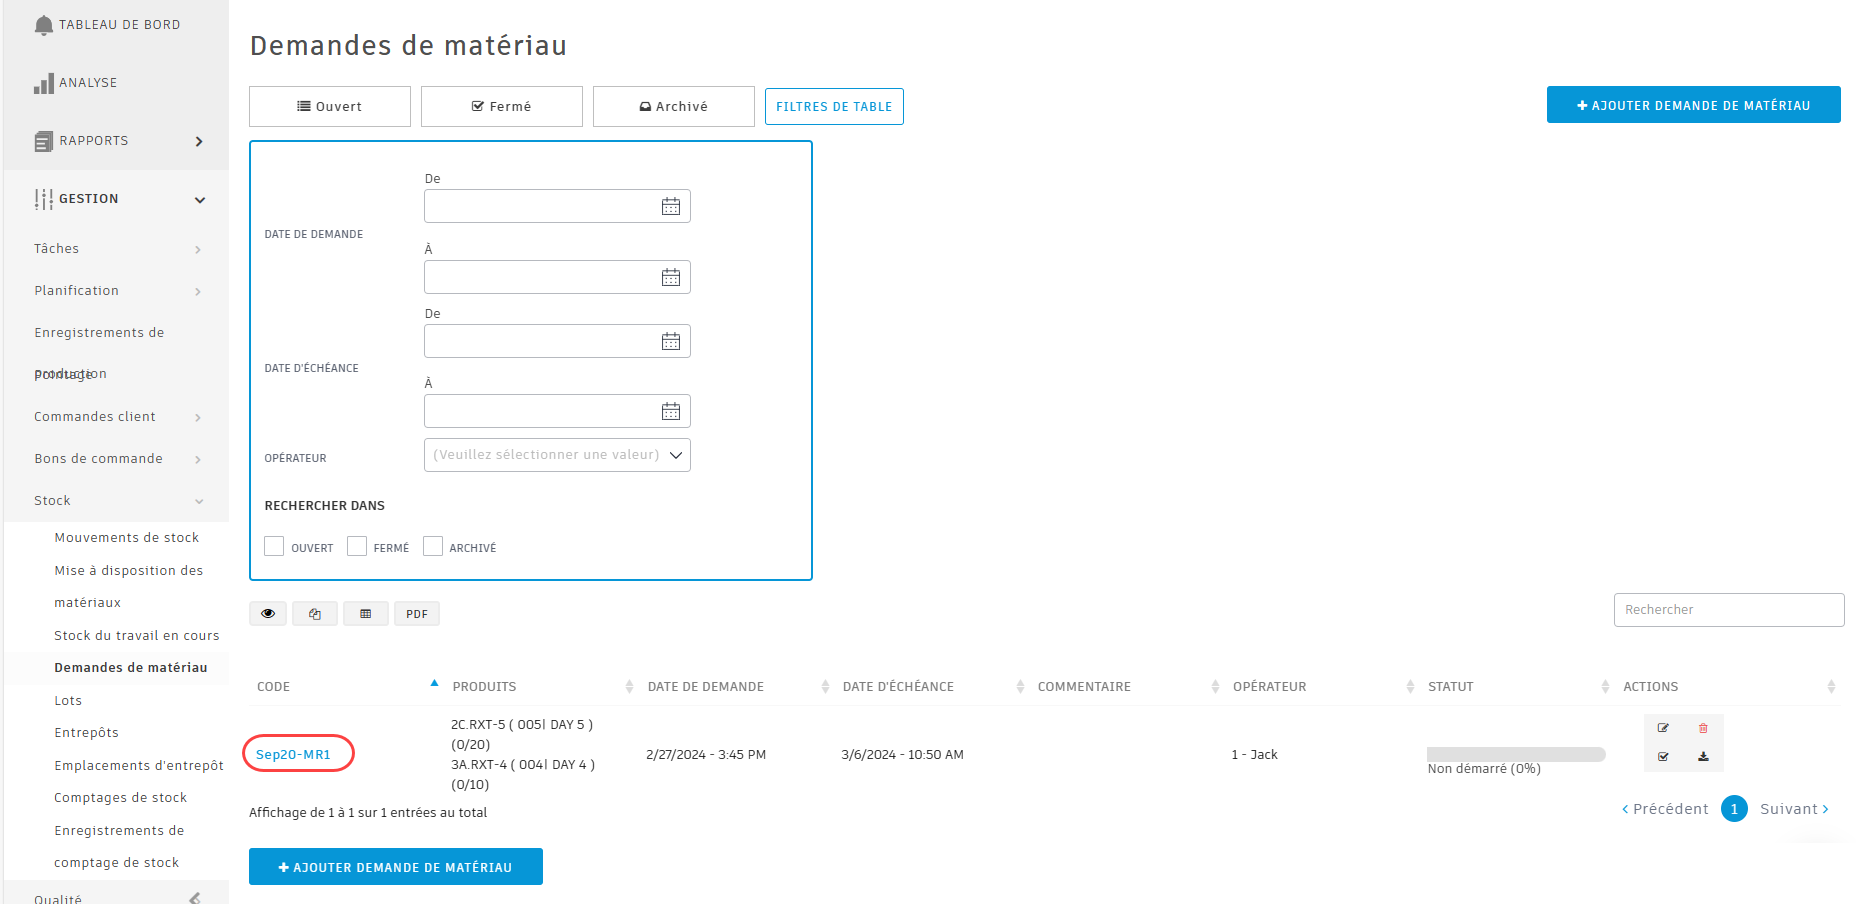 TABLEAU DE BORD
ANALYSE
RAPPORTS
GESTION
Tâches
Planification
Enregistrements de
production
Pointage
Commandes client
Bons de commande
Stock
Mouvements de stock
Mise à disposition des
matériaux
Stock du travail en cours
Demandes de matériau
Lots
Entrepôts
Emplacements d'entrepôt
Comptages de stock
Enregistrements de
comptage de stock
Qualité
Demandes de matériau
Ouvert
Fermé
Archivé
FILTRES DE TABLE
AJOUTER DEMANDE DE MATÉRIAU
De
DATE DE DEMANDE
À
De
DATE D'ÉCHÉANCE
À
OPÉRATEUR
(Veuillez sélectionner une valeur)
RECHERCHER DANS
OUVERT FERMÉ ARCHIVÉ
PDF
Rechercher
CODE PRODUITS DATE DE DEMANDE DATE D'ÉCHÉANCE COMMENTAIRE OPÉRATEUR STATUT ACTIONS
Sep20-MR1
2C.RXT-5 ( 005| DAY 5 )
(0/20)
3A.RXT-4 ( 004| DAY 4 )
(0/10)
2/27/2024 - 3:45 PM
3/6/2024 - 10:50 AM
1 - Jack
Non démarré (0%)
Affichage de 1 à 1 sur 1 entrées au total
Précédent 1 Suivant
AJOUTER DEMANDE DE MATÉRIAU